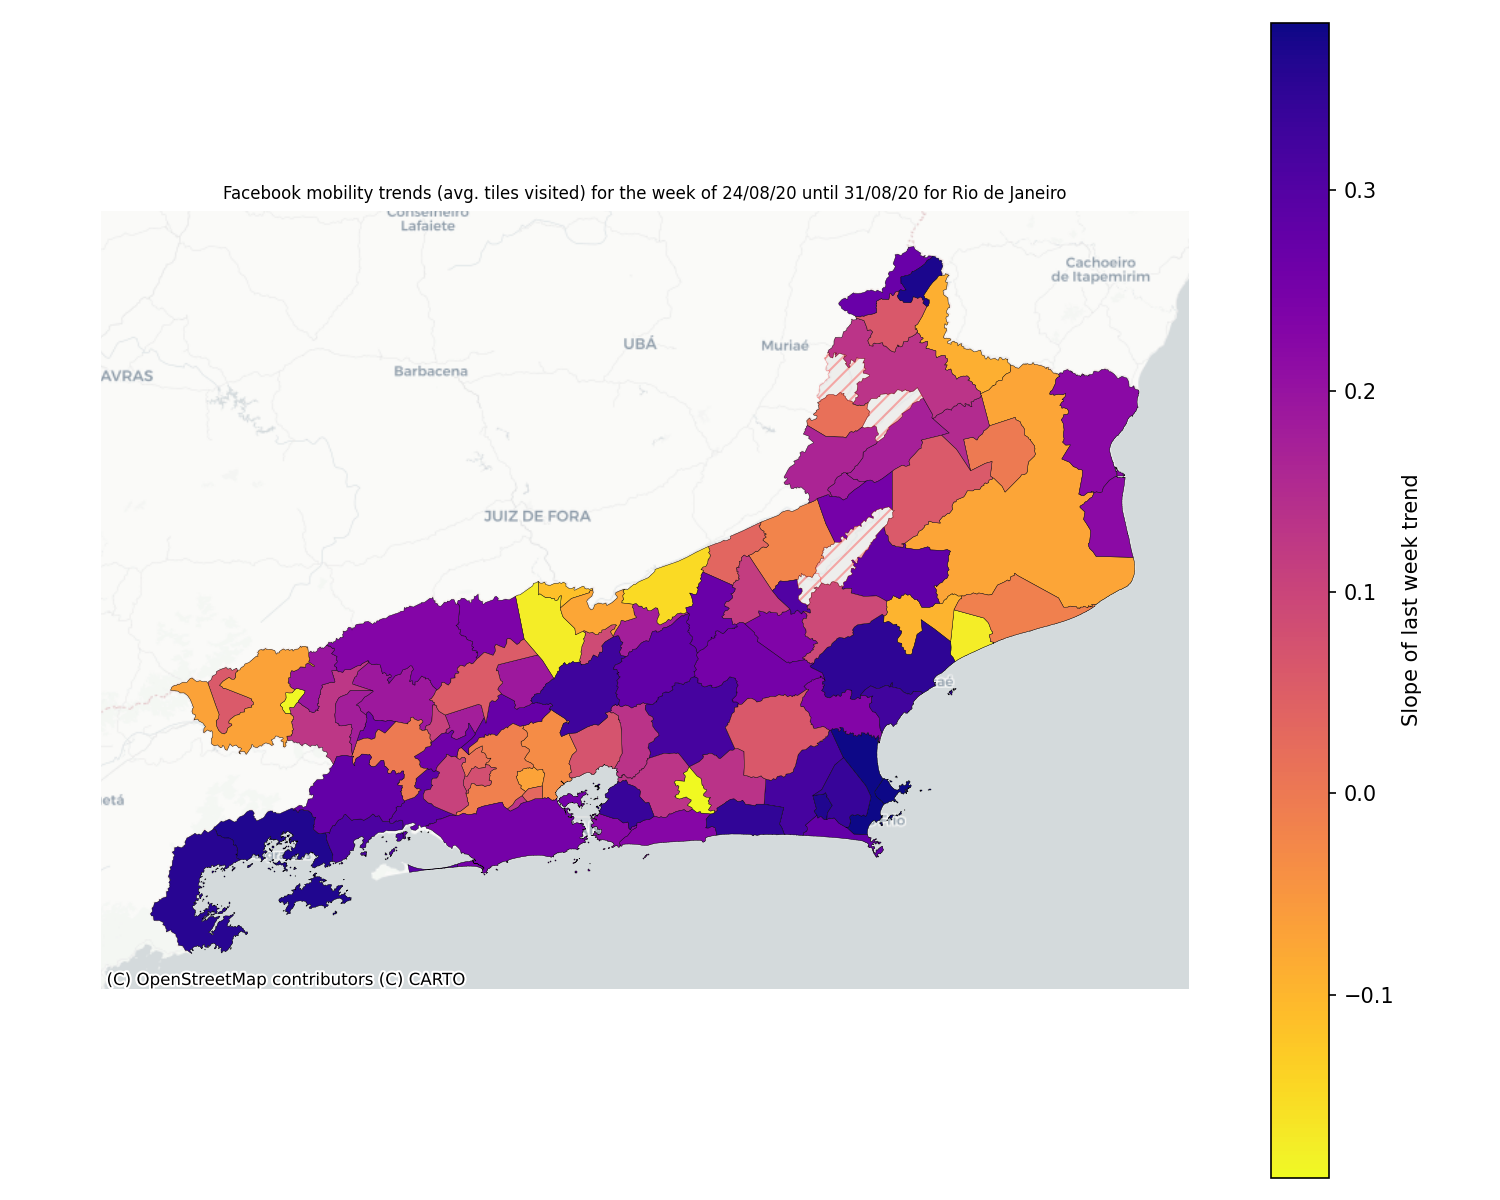 Facebook mobility trends (avg. tiles visited) for the week of 24/08/20 until 31/08/20 for Rio de Janeiro
Conselheiro
Lafaiete
Cachoeiro
de Itapemirim
UBÁ
Muriaé
AVRAS
Barbacena
JUIZ DE FORA
aé
etá
rio
(C) OpenStreetMap contributors (C) CARTO
0.3
0.2
0.1
0.0
−0.1
Slope of last week trend